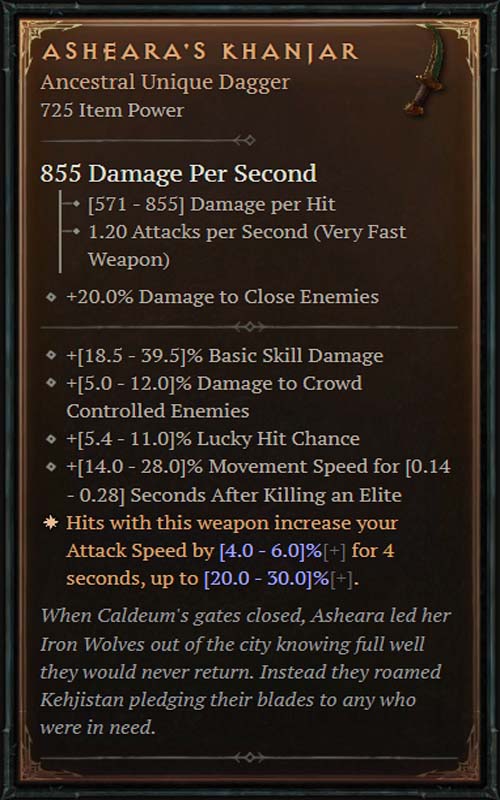 ASHEARA'S KHANJAR
Ancestral Unique Dagger
725 Item Power
855 Damage Per Second
[571 - 855] Damage per Hit
1.20 Attacks per Second (Very Fast
Weapon)
+20.0% Damage to Close Enemies
+[18.5 - 39.5]% Basic Skill Damage
+[5.0 - 12.0]% Damage to Crowd
Controlled Enemies
+[5.4 - 11.0]% Lucky Hit Chance
+[14.0 - 28.0]% Movement Speed for [0.14
- 0.28] Seconds After Killing an Elite
Hits with this weapon increase your
Attack Speed by [4.0 - 6.0]%[+] for 4
seconds, up to [20.0 - 30.0]%[+].
When Caldeum's gates closed, Asheara led her
Iron Wolves out of the city knowing full well
they would never return. Instead they roamed
Kehjistan pledging their blades to any who
were in need.